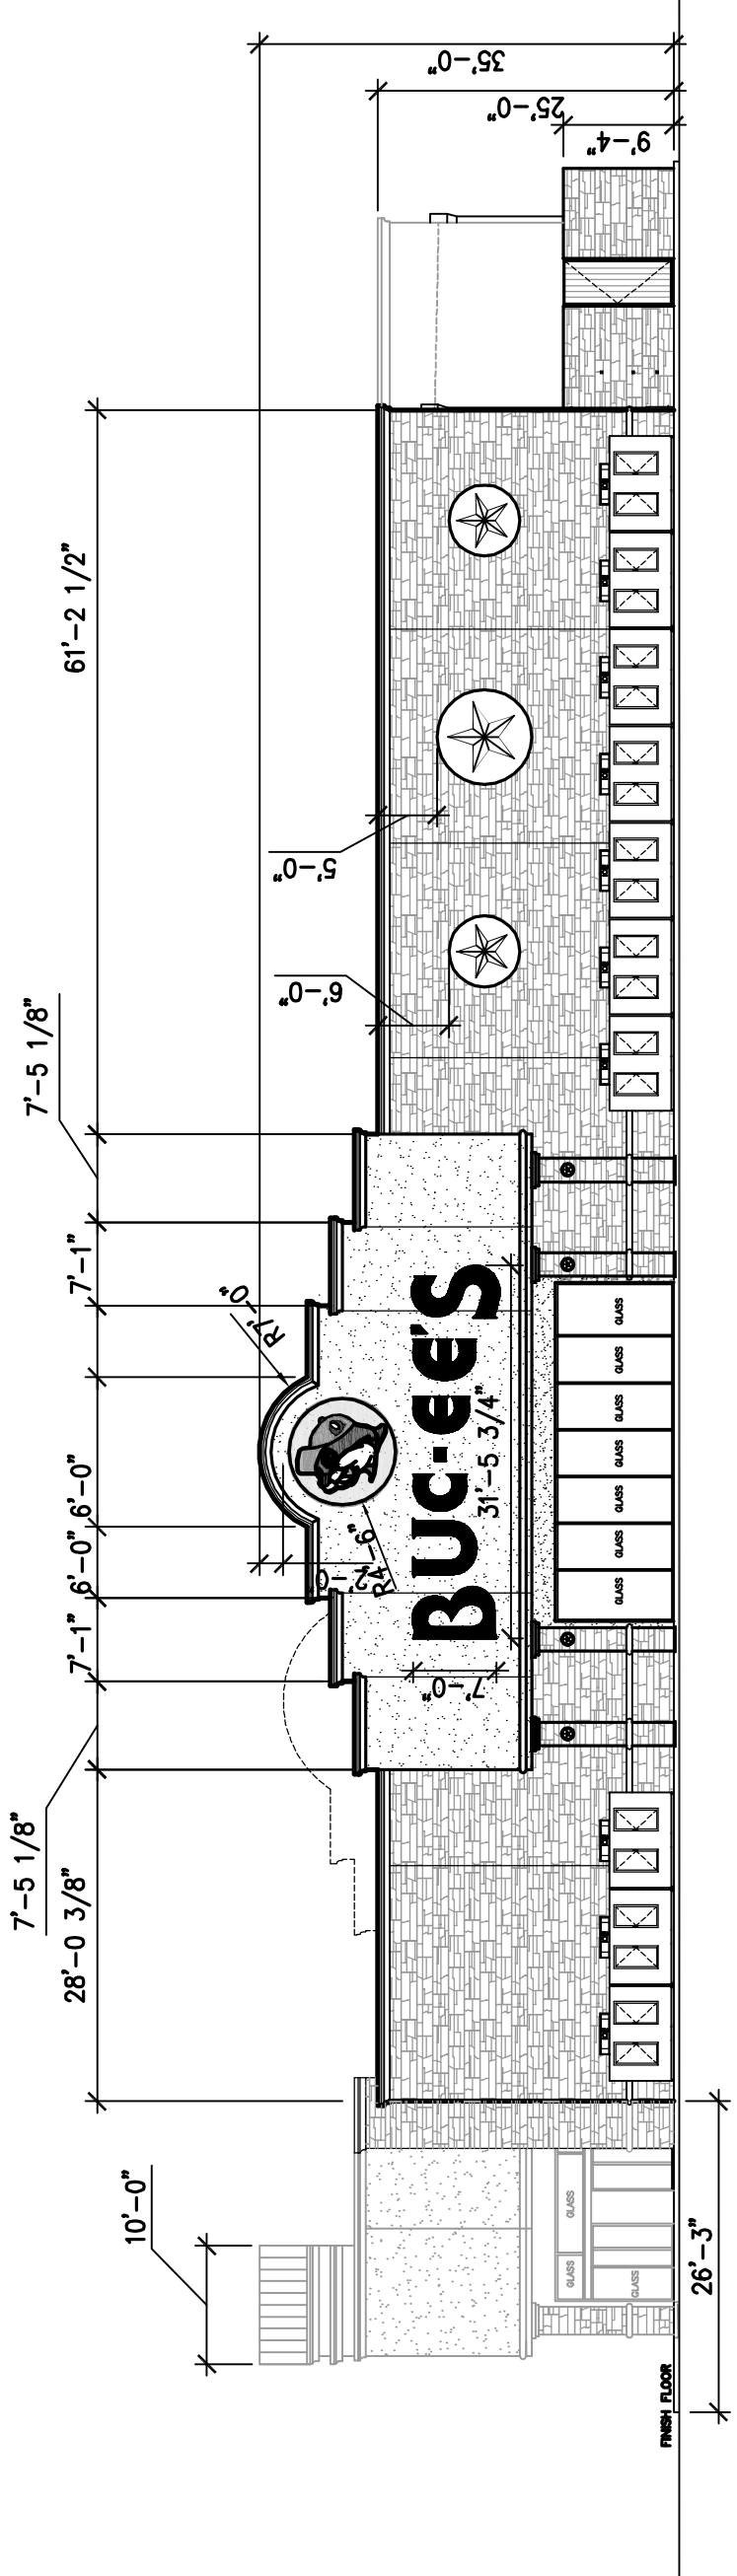 10'-0"
28'-0 3/8"
7'-5 1/8"
7'-1"
6'-0"
6'-0"
7'-1"
7'-5 1/8"
61'-2 1/2"
35'-0"
25'-0"
9'-4"
R7'-0"
2'-0"
R4'-6"
6'-0"
5'-0"
BUC-EE'S
7'-0"
31'-5 3/4"
GLASS
GLASS
GLASS
GLASS
GLASS
GLASS
GLASS
GLASS
GLASS
GLASS
FINISH FLOOR
26'-3"